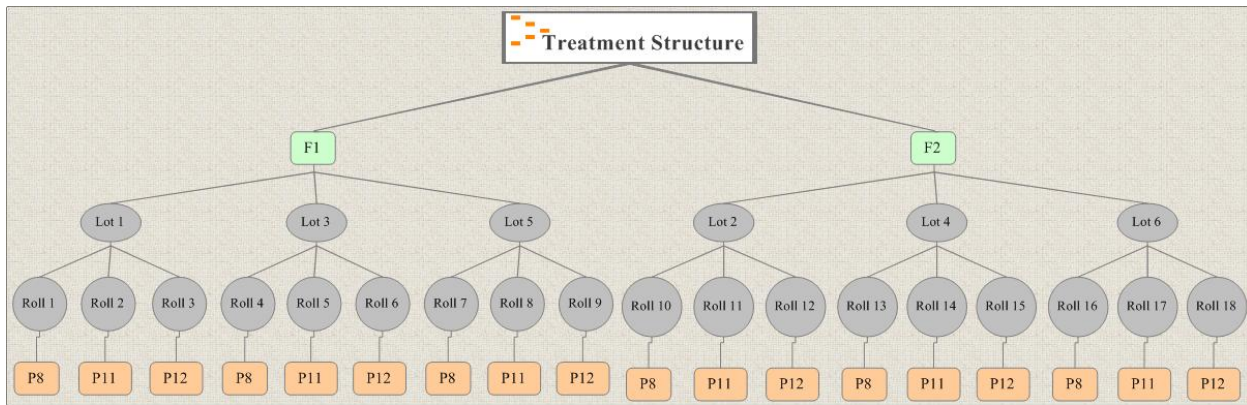 Treatment Structure
F1
F2
Lot 1
Lot 3
Lot 5
Lot 2
Lot 4
Lot 6
Roll 1
Roll 2
Roll 3
Roll 4
Roll 5
Roll 6
Roll 7
Roll 8
Roll 9
Roll 10
Roll 11
Roll 12
Roll 13
Roll 14
Roll 15
Roll 16
Roll 17
Roll 18
P8
P11
P12
P8
P11
P12
P8
P11
P12
P8
P11
P12
P8
P11
P12
P8
P11
P12